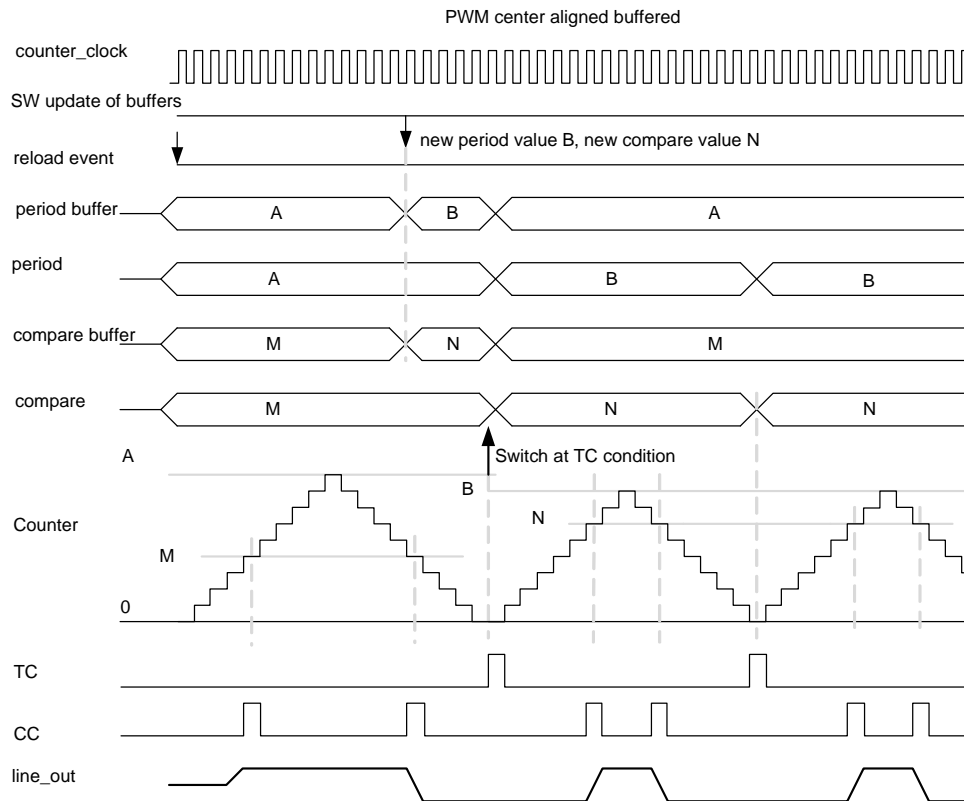 PWM center aligned buffered
counter_clock
SW update of buffers
new period value B, new compare value N
reload event
period buffer
A
B
A
period
A
B
B
compare buffer
M
N
M
compare
M
N
N
A
Switch at TC condition
B
N
Counter
M
0
TC
CC
line_out